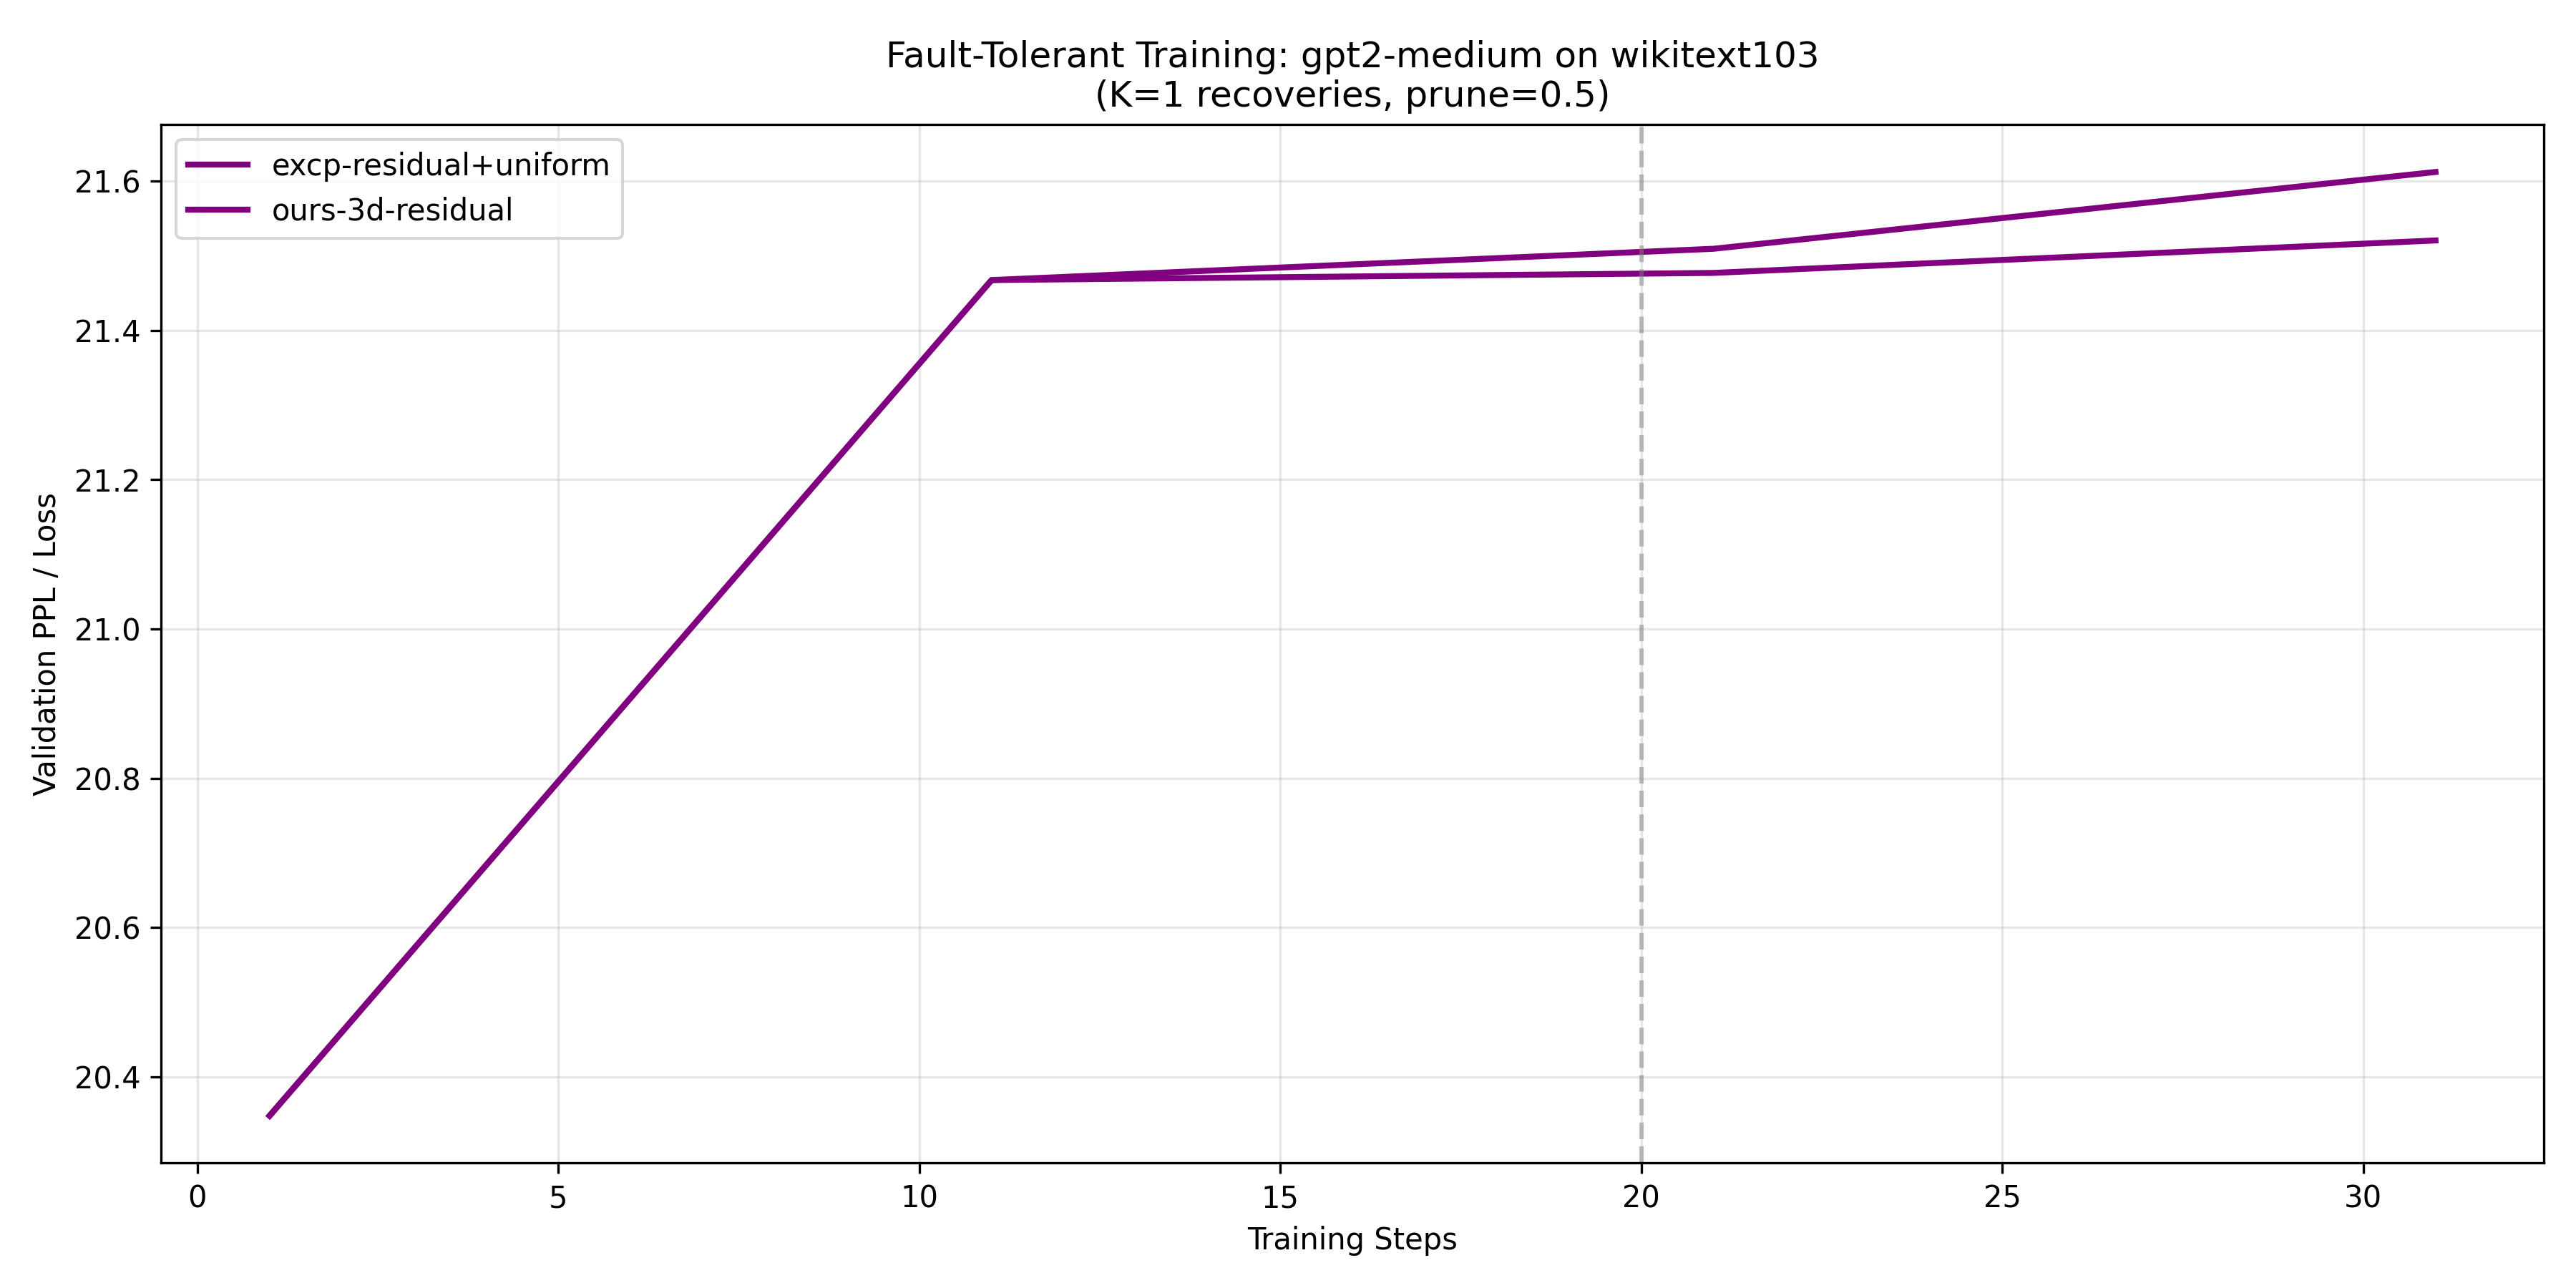 Fault-Tolerant Training: gpt2-medium on wikitext103
(K=1 recoveries, prune=0.5)
excp-residual+uniform
ours-3d-residual
Validation PPL / Loss
21.6
21.4
21.2
21.0
20.8
20.6
20.4
0 5 10 15 20 25 30
Training Steps